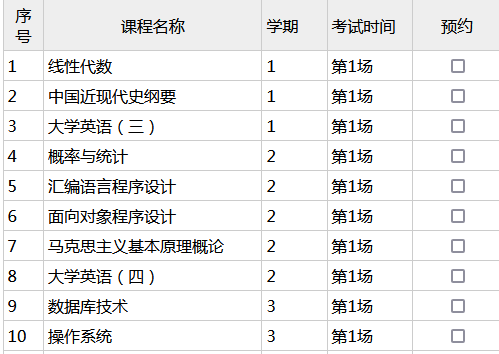 序号 课程名称 学期 考试时间 预约
1 线性代数 1 第1场
2 中国近现代史纲要 1 第1场
3 大学英语（三） 1 第1场
4 概率与统计 2 第1场
5 汇编语言程序设计 2 第1场
6 面向对象程序设计 2 第1场
7 马克思主义基本原理概论 2 第1场
8 大学英语（四） 2 第1场
9 数据库技术 3 第1场
10 操作系统 3 第1场